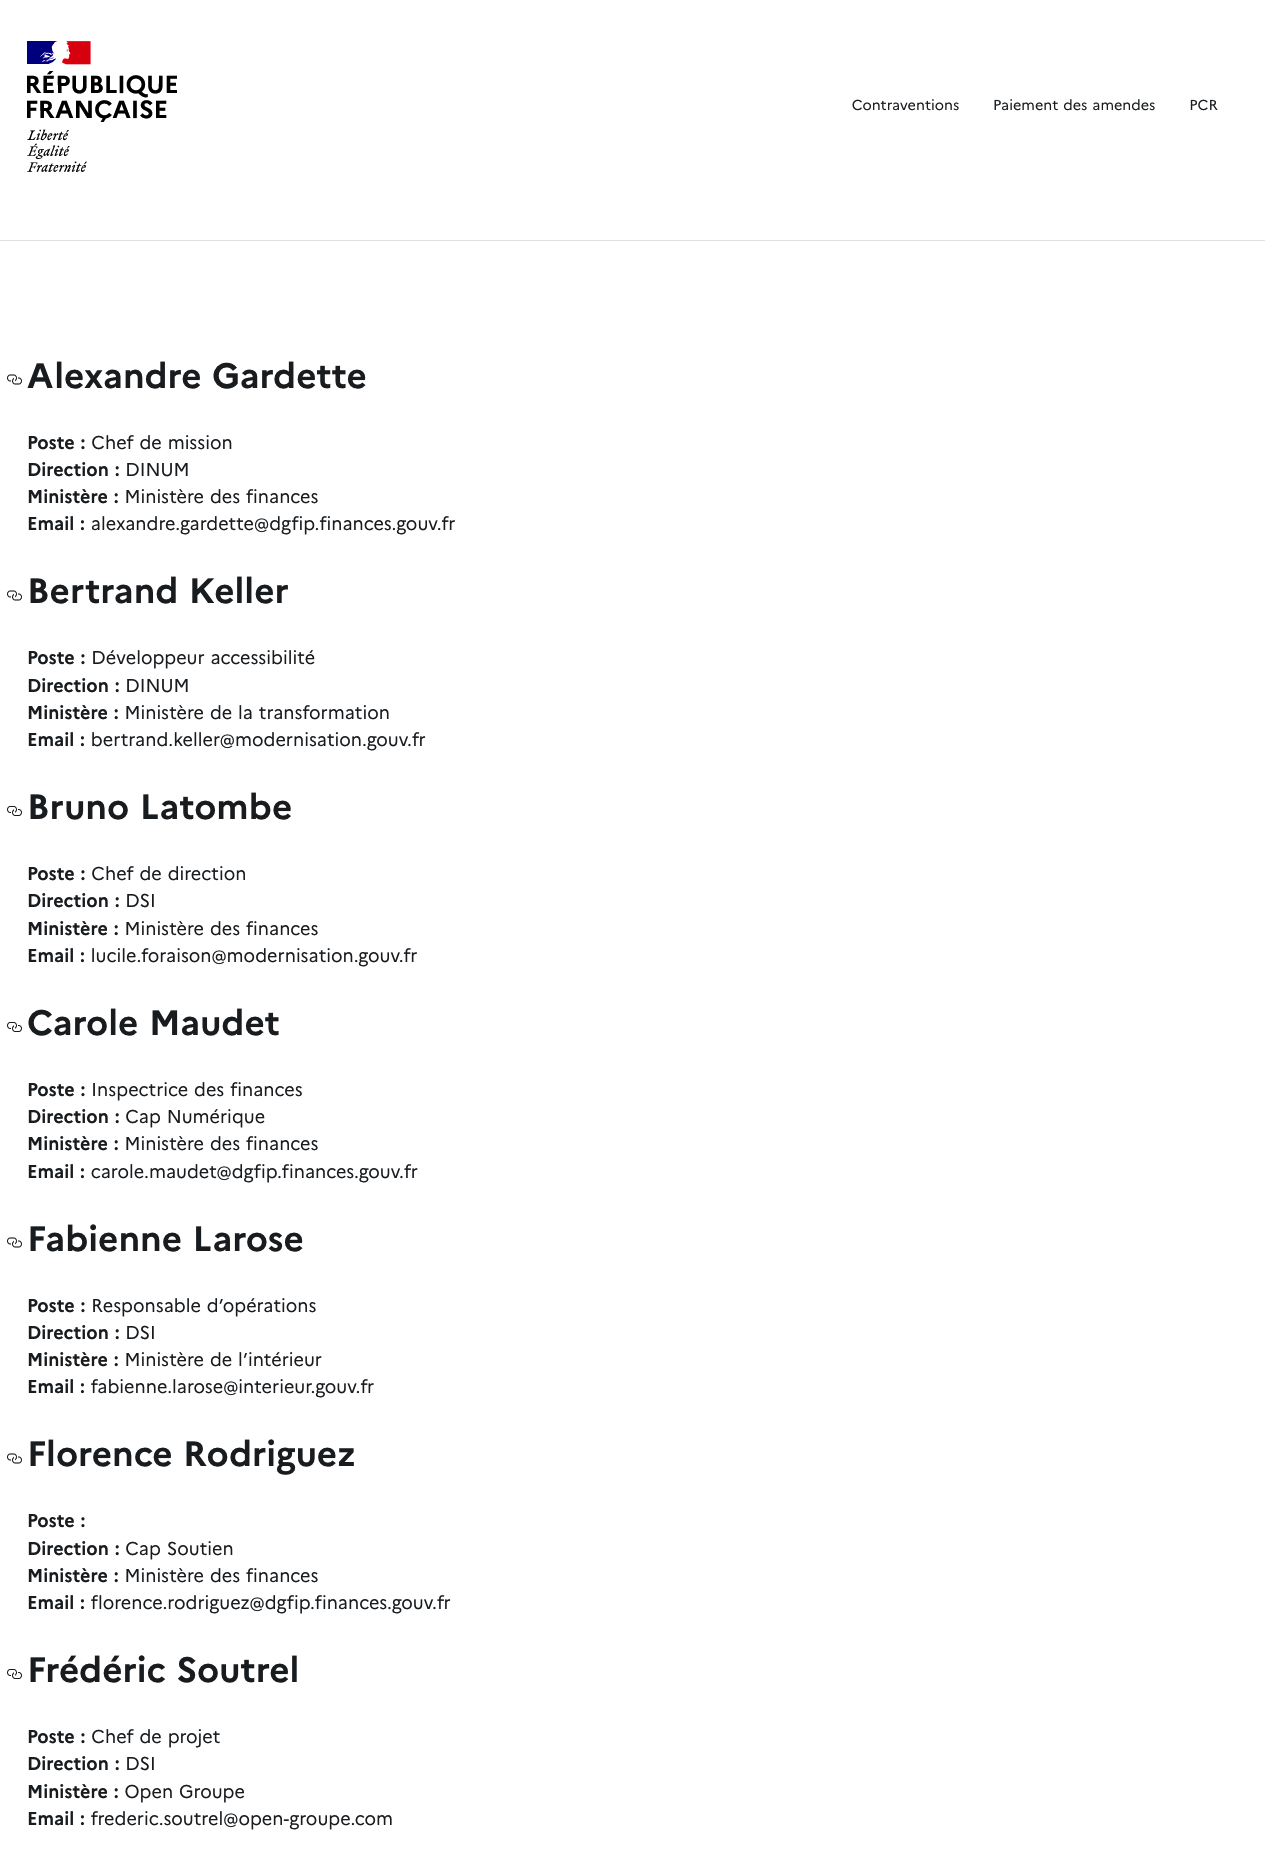 RÉPUBLIQUE
FRANÇAISE
Liberté
Égalité
Fraternité
Contraventions Paiement des amendes PCR
Alexandre Gardette
Poste : Chef de mission
Direction : DINUM
Ministère : Ministère des finances
Email : alexandre.gardette@dgfip.finances.gouv.fr
Bertrand Keller
Poste : Développeur accessibilité
Direction : DINUM
Ministère : Ministère de la transformation
Email : bertrand.keller@modernisation.gouv.fr
Bruno Latombe
Poste : Chef de direction
Direction : DSI
Ministère : Ministère des finances
Email : lucile.foraison@modernisation.gouv.fr
Carole Maudet
Poste : Inspectrice des finances
Direction : Cap Numérique
Ministère : Ministère des finances
Email : carole.maudet@dgfip.finances.gouv.fr
Fabienne Larose
Poste : Responsable d’opérations
Direction : DSI
Ministère : Ministère de l’intérieur
Email : fabienne.larose@interieur.gouv.fr
Florence Rodriguez
Poste :
Direction : Cap Soutien
Ministère : Ministère des finances
Email : florence.rodriguez@dgfip.finances.gouv.fr
Frédéric Soutrel
Poste : Chef de projet
Direction : DSI
Ministère : Open Groupe
Email : frederic.soutrel@open-groupe.com